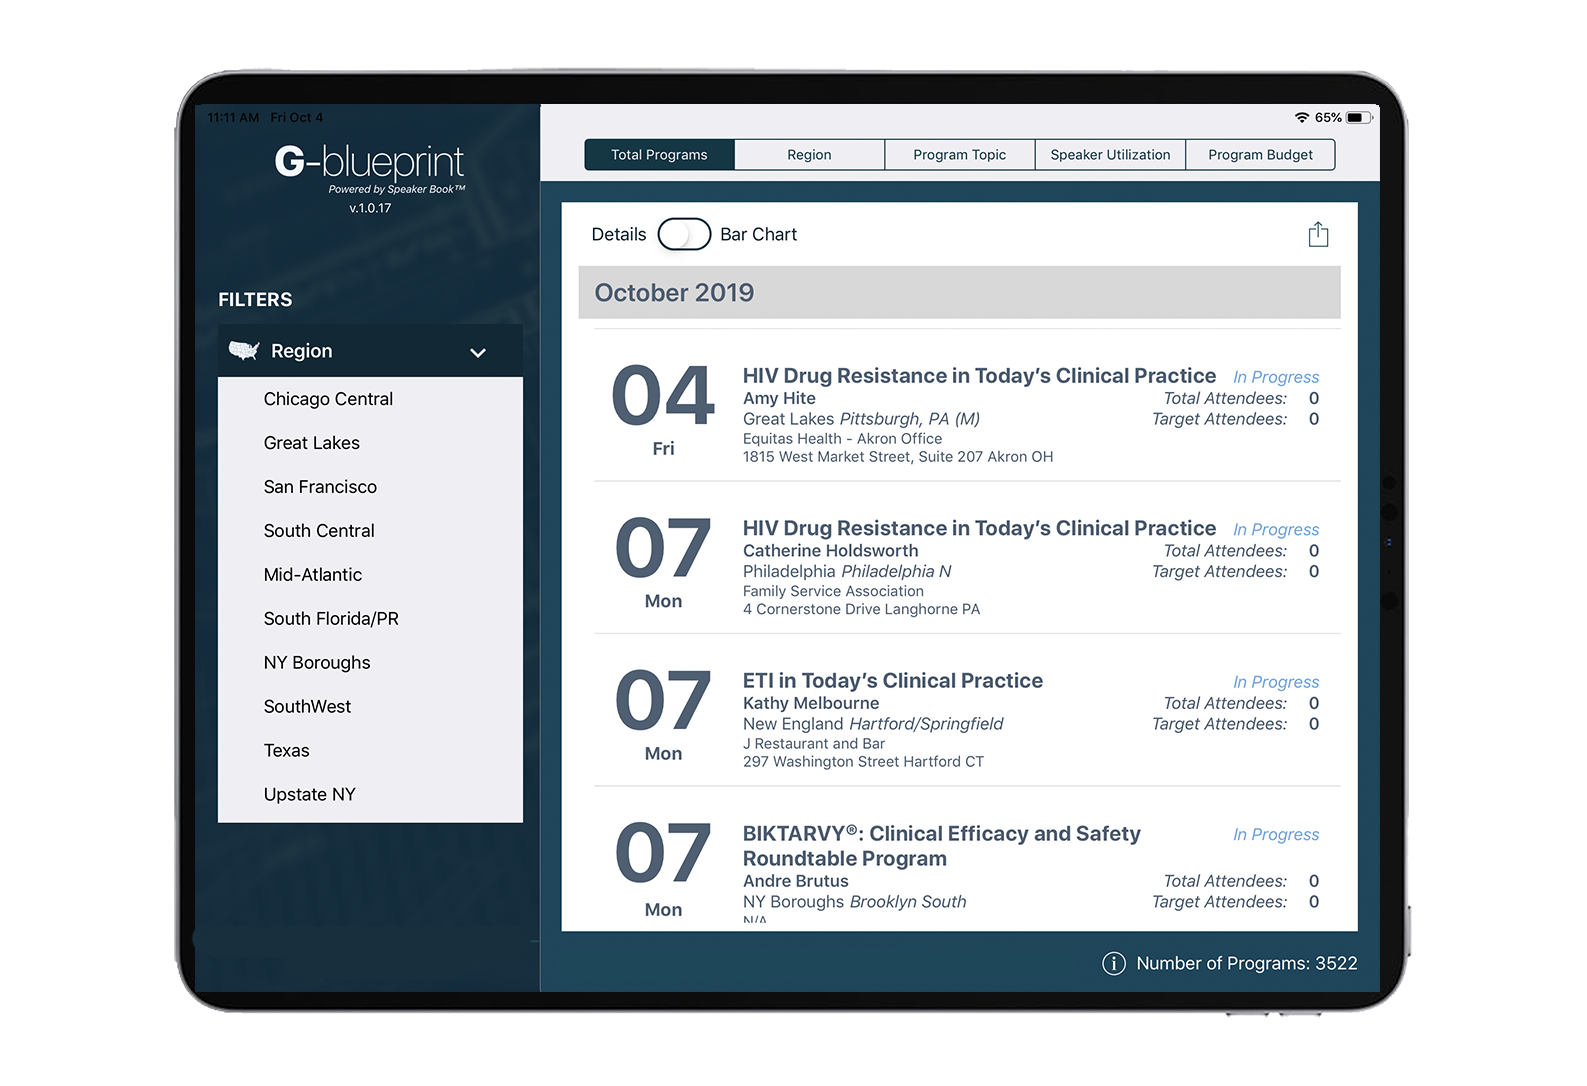 11:11 AM Fri Oct 4
65%
G-blueprint
Powered by Speaker Book™
v.1.0.17
Total Programs
Region
Program Topic
Speaker Utilization
Program Budget
FILTERS
Region
Chicago Central
Great Lakes
San Francisco
South Central
Mid-Atlantic
South Florida/PR
NY Boroughs
SouthWest
Texas
Upstate NY
Details
Bar Chart
October 2019
04
Fri
HIV Drug Resistance in Today's Clinical Practice
In Progress
Amy Hite
Total Attendees: 0
Great Lakes Pittsburgh, PA (M)
Target Attendees: 0
Equitas Health - Akron Office
1815 West Market Street, Suite 207 Akron OH
07
Mon
HIV Drug Resistance in Today's Clinical Practice
In Progress
Catherine Holdsworth
Total Attendees: 0
Philadelphia Philadelphia N
Target Attendees: 0
Family Service Association
4 Cornerstone Drive Langhorne PA
07
Mon
ETI in Today's Clinical Practice
In Progress
Kathy Melbourne
Total Attendees: 0
New England Hartford/Springfield
Target Attendees: 0
J Restaurant and Bar
297 Washington Street Hartford CT
07
Mon
BIKTARVY®: Clinical Efficacy and Safety
Roundtable Program
In Progress
Andre Brutus
Total Attendees: 0
NY Boroughs Brooklyn South
Target Attendees: 0
N/A
Number of Programs: 3522